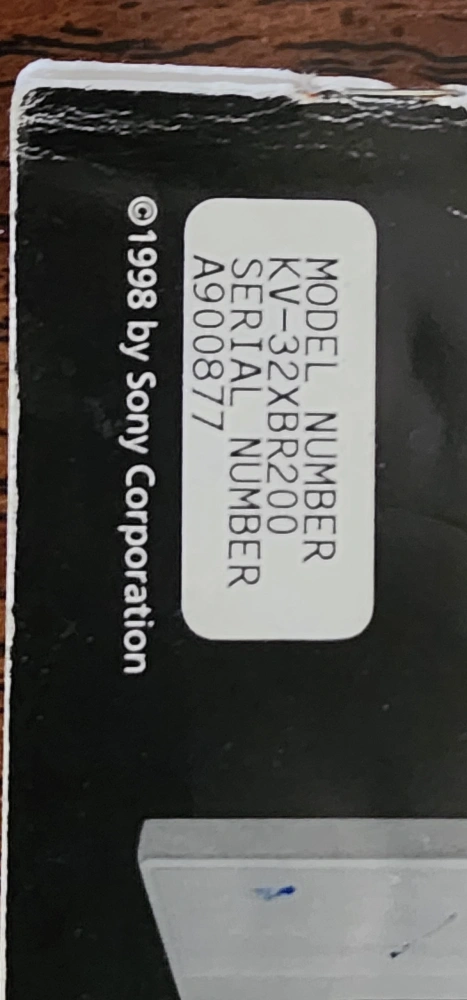 MODEL NUMBER
KV-32XBR200
SERIAL NUMBER
A900877
©1998 by Sony Corporation